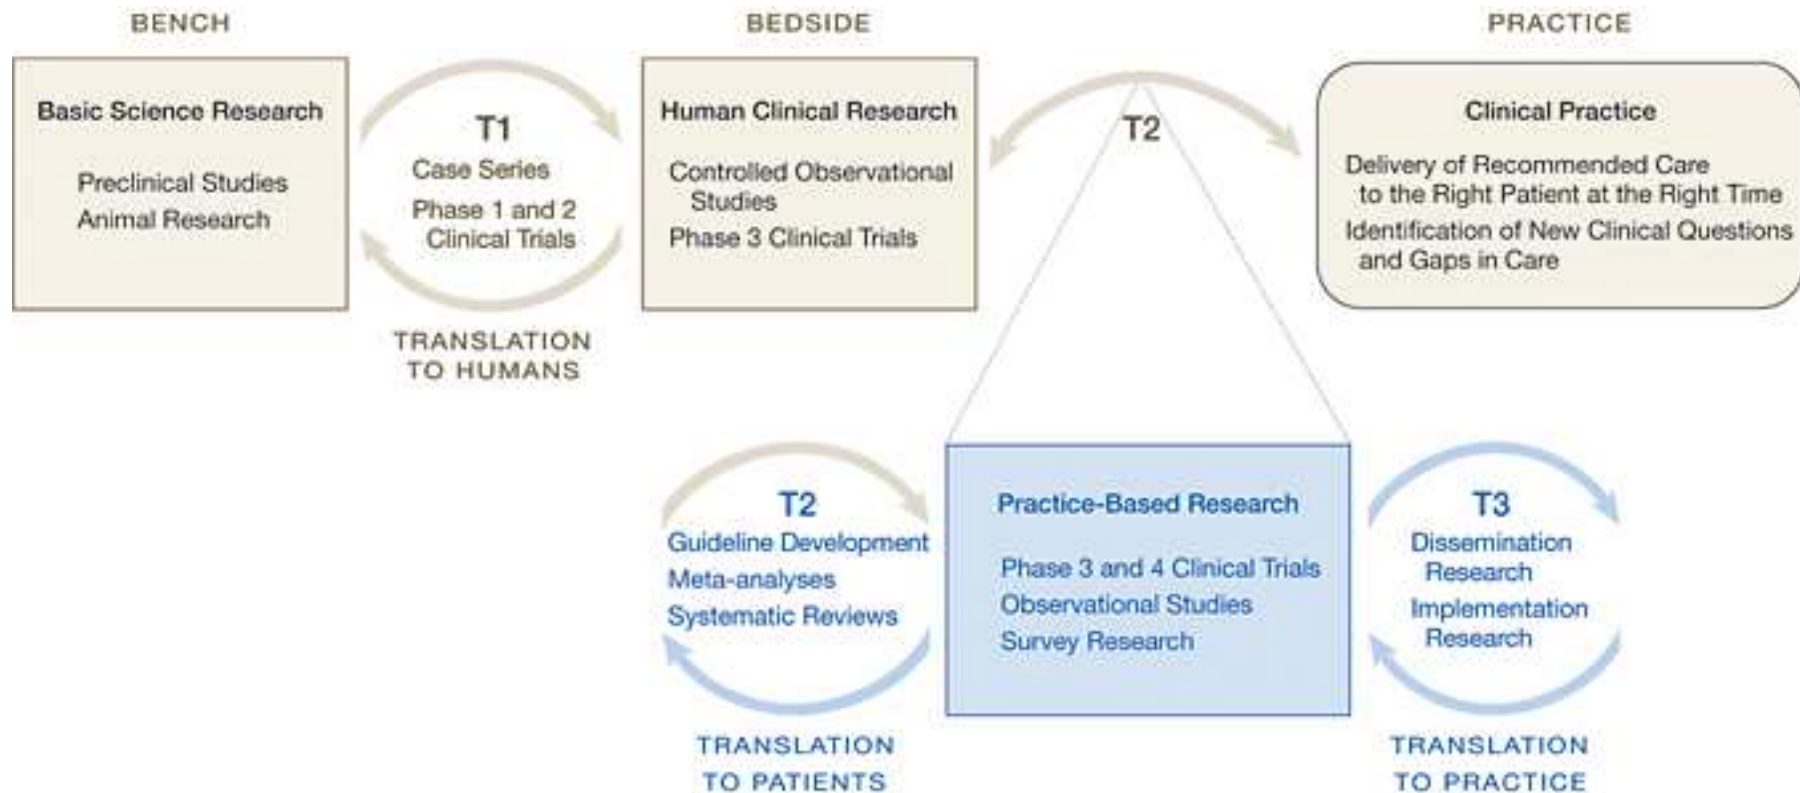 BENCH
BEDSIDE
PRACTICE
Basic Science Research
Preclinical Studies
Animal Research
T1
Case Series
Phase 1 and 2
Clinical Trials
TRANSLATION
TO HUMANS
Human Clinical Research
Controlled Observational
Studies
Phase 3 Clinical Trials
T2
Clinical Practice
Delivery of Recommended Care
to the Right Patient at the Right Time
Identification of New Clinical Questions
and Gaps in Care
T2
Guideline Development
Meta-analyses
Systematic Reviews
TRANSLATION
TO PATIENTS
Practice-Based Research
Phase 3 and 4 Clinical Trials
Observational Studies
Survey Research
T3
Dissemination
Research
Implementation
Research
TRANSLATION
TO PRACTICE